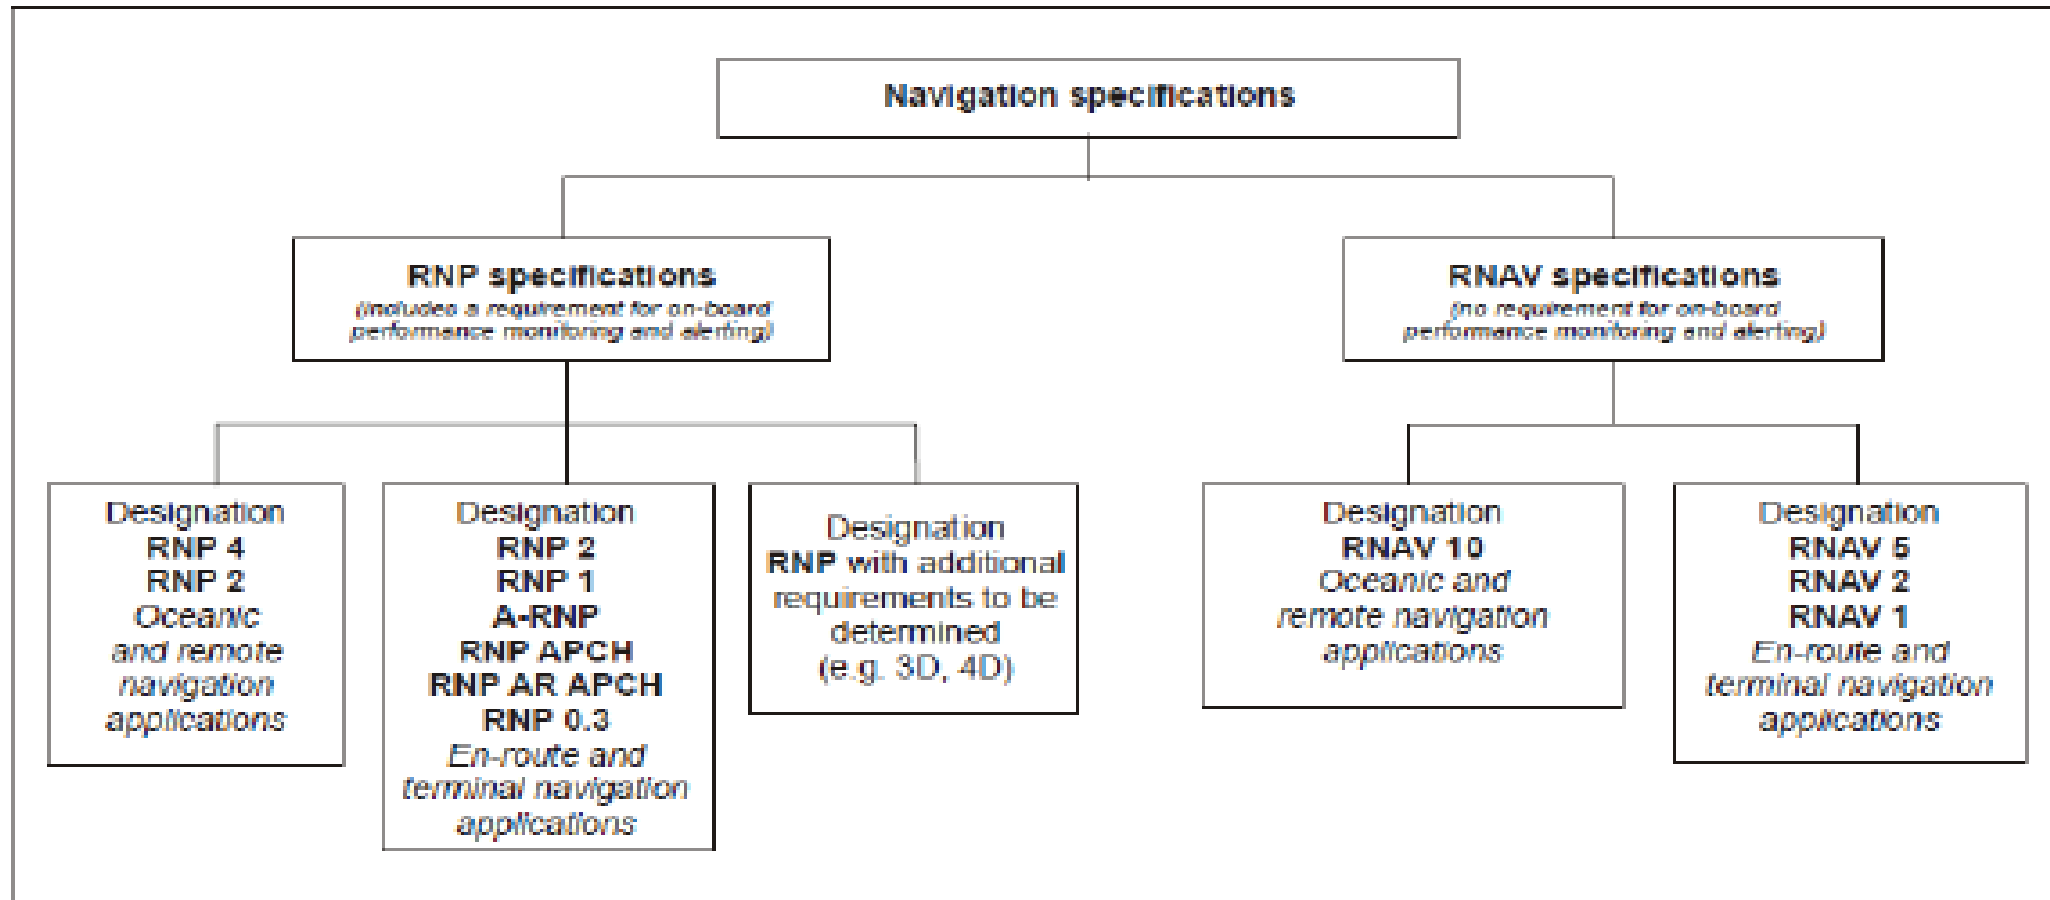 Navigation specifications
RNP specifications
(includes a requirement for on-board
performance monitoring and alerting)
RNAV specifications
(no requirement for on-board
performance monitoring and alerting)
Designation
RNP 4
RNP 2
Oceanic
and remote
navigation
applications
Designation
RNP 2
RNP 1
A-RNP
RNP APCH
RNP AR APCH
RNP 0.3
En-route and
terminal navigation
applications
Designation
RNP with additional
requirements to be
determined
(e.g. 3D, 4D)
Designation
RNAV 10
Oceanic and
remote navigation
applications
Designation
RNAV 5
RNAV 2
RNAV 1
En-route and
terminal navigation
applications